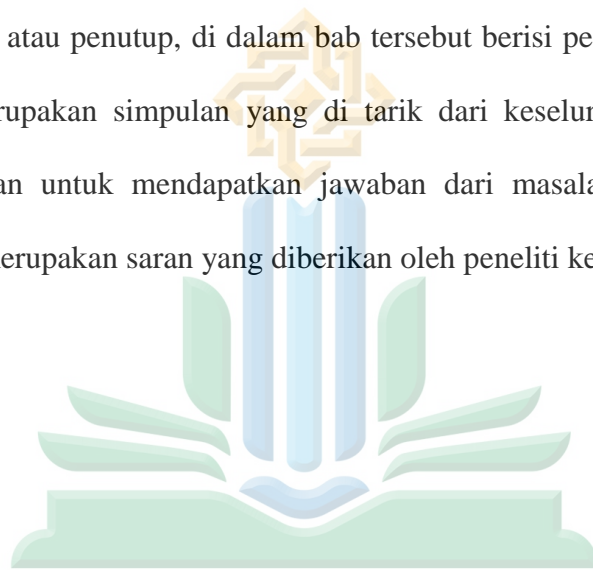 atau penutup, di dalam bab tersebut berisi pe
rupakan simpulan yang di tarik dari keselur
an untuk mendapatkan jawaban dari masala
erupakan saran yang diberikan oleh peneliti ke